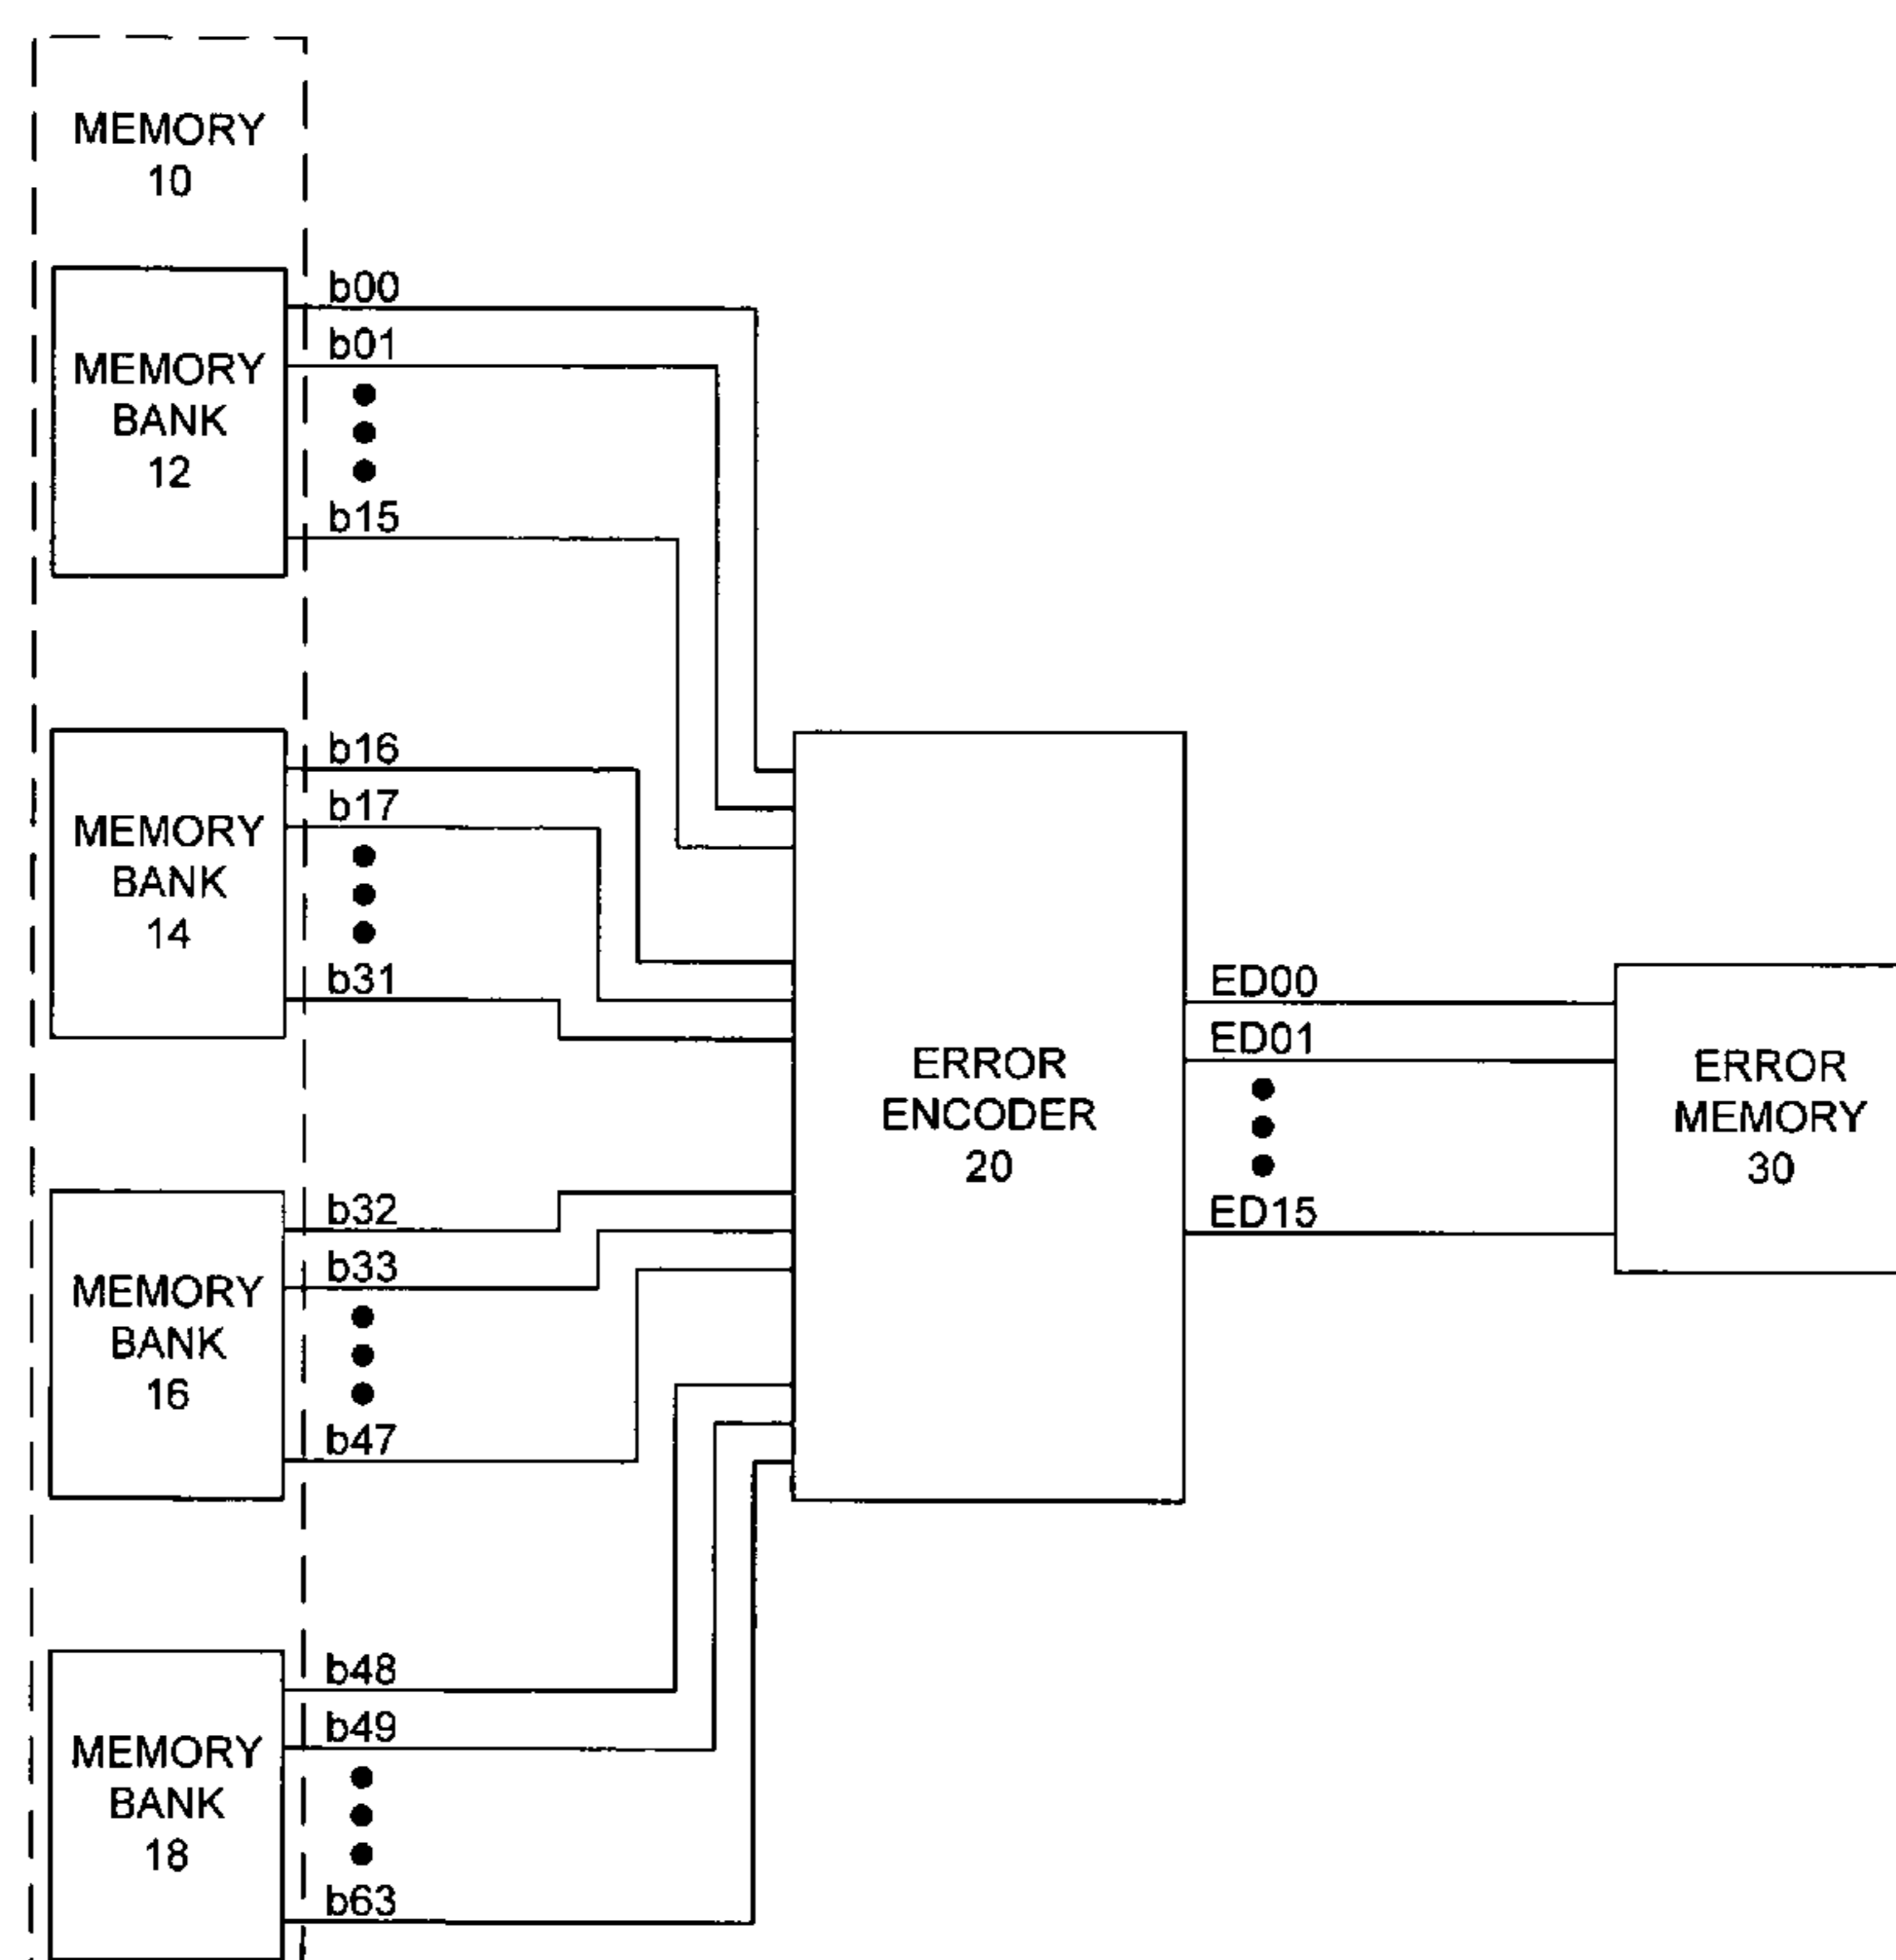 MEMORY
10
b00
b01
MEMORY
BANK
12
b15
b16
b17
MEMORY
BANK
14
b31
ED00
ED01
ERROR
ENCODER
20
ERROR
MEMORY
30
ED15
b32
b33
MEMORY
BANK
16
b47
b48
b49
MEMORY
BANK
18
b63